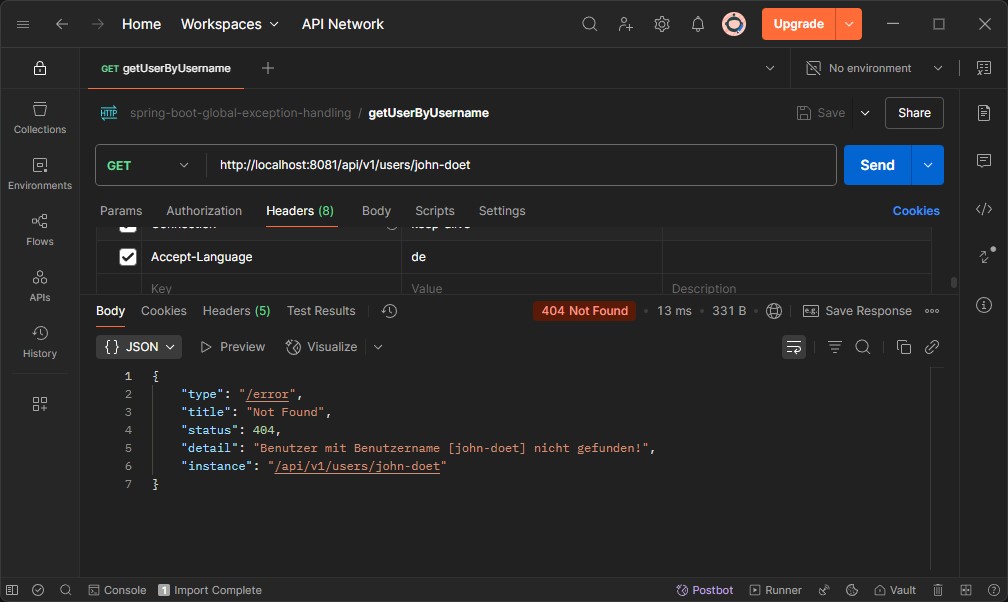 Home Workspaces API Network Upgrade
GET getUserByUsername No environment
HTTP spring-boot-global-exception-handling / getUserByUsername Save Share
Collections
Environments
Flows
APIs
History
GET http://localhost:8081/api/v1/users/john-doet Send
Params Authorization Headers (8) Body Scripts Settings Cookies
Connection keep-alive
Accept-Language de
Key Value Description
Body Cookies Headers (5) Test Results 404 Not Found • 13 ms • 331 B • e.g. Save Response
{} JSON Preview Visualize
1 {
2 "type": "/error",
3 "title": "Not Found",
4 "status": 404,
5 "detail": "Benutzer mit Benutzername [john-doet] nicht gefunden!",
6 "instance": "/api/v1/users/john-doet"
7 }
Console 1 Import Complete Postbot Runner Vault